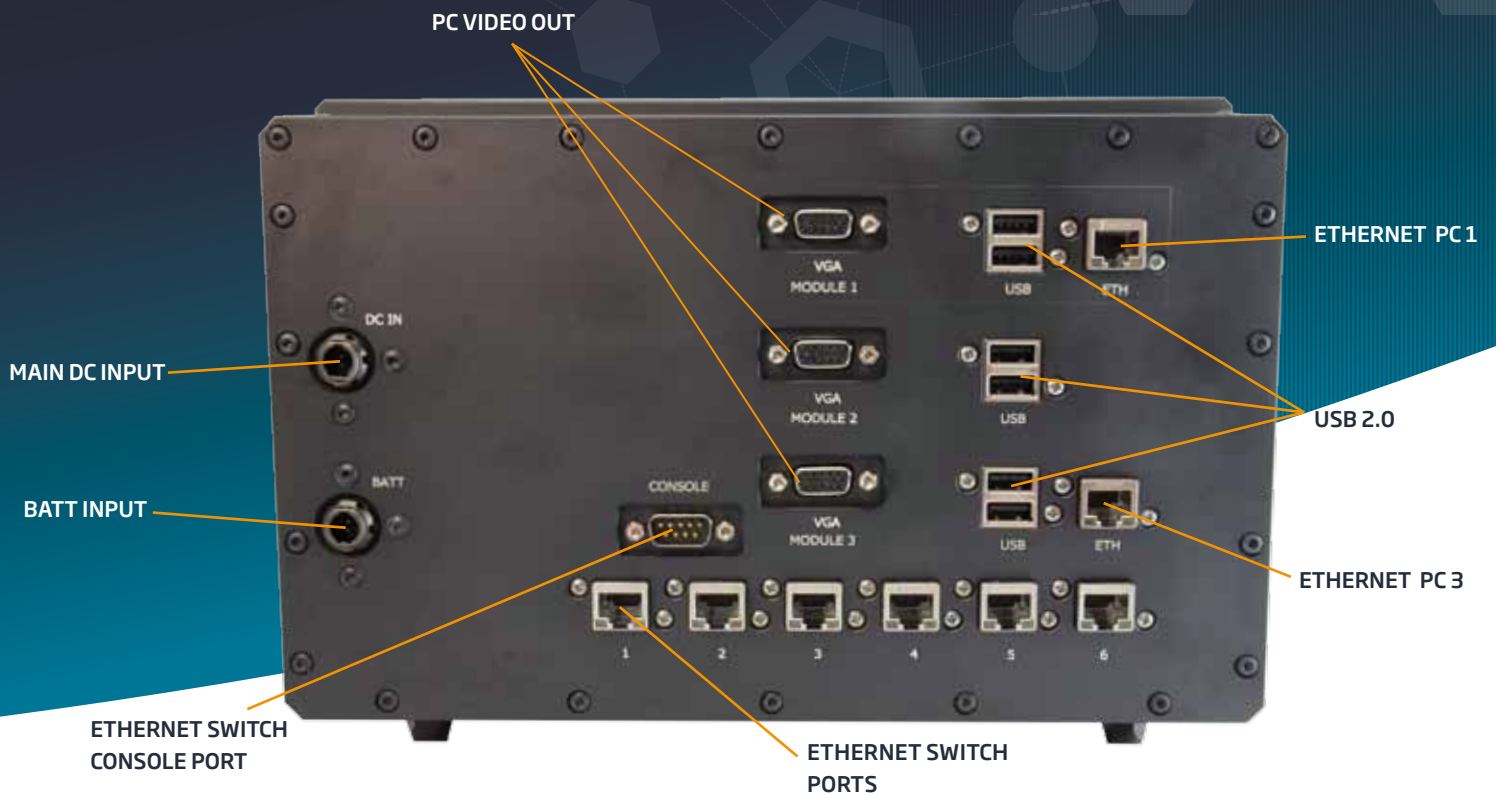 PC VIDEO OUT
ETHERNET PC 1
VGA
MODULE 1
USB
ETH
DC IN
MAIN DC INPUT
VGA
MODULE 2
USB
USB 2.0
BATT
BATT INPUT
CONSOLE
VGA
MODULE 3
USB
ETH
ETHERNET PC 3
1
2
3
4
5
6
ETHERNET SWITCH
CONSOLE PORT
ETHERNET SWITCH
PORTS